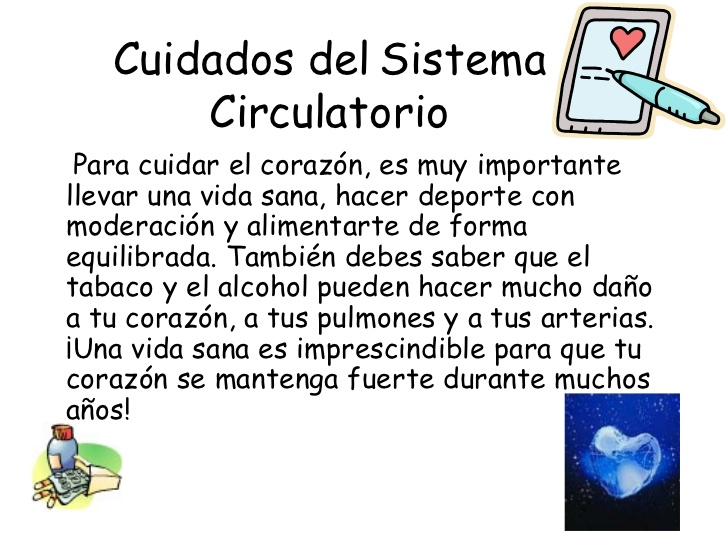 Cuidados del Sistema
Circulatorio
Para cuidar el corazón, es muy importante
llevar una vida sana, hacer deporte con
moderación y alimentarte de forma
equilibrada. También debes saber que el
tabaco y el alcohol pueden hacer mucho daño
a tu corazón, a tus pulmones y a tus arterias.
¡Una vida sana es imprescindible para que tu
corazón se mantenga fuerte durante muchos
años!